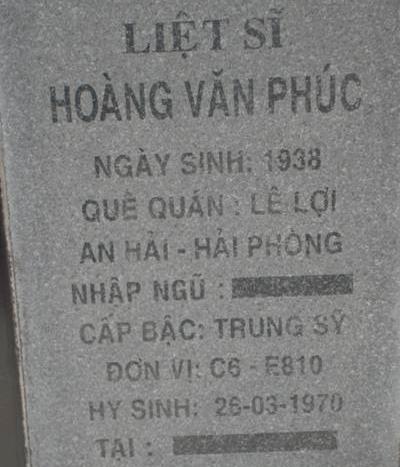 LIỆT SĨ
HOÀNG VĂN PHÚC
NGÀY SINH: 1938
QUÊ QUÁN : LÊ LỢI
AN HẢI - HẢI PHÒNG
NHẬP NGŨ :
CẤP BẬC: TRUNG SỸ
ĐƠN VỊ: C6 - E810
HY SINH: 26-03-1970
TẠI :